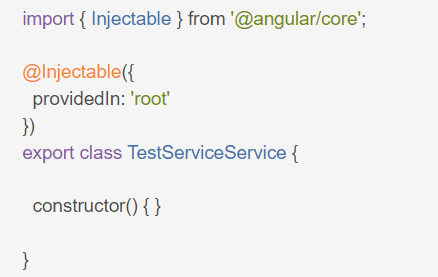 import { Injectable } from '@angular/core';
@Injectable({
providedIn: 'root'
})
export class TestServiceService {
constructor() { }
}